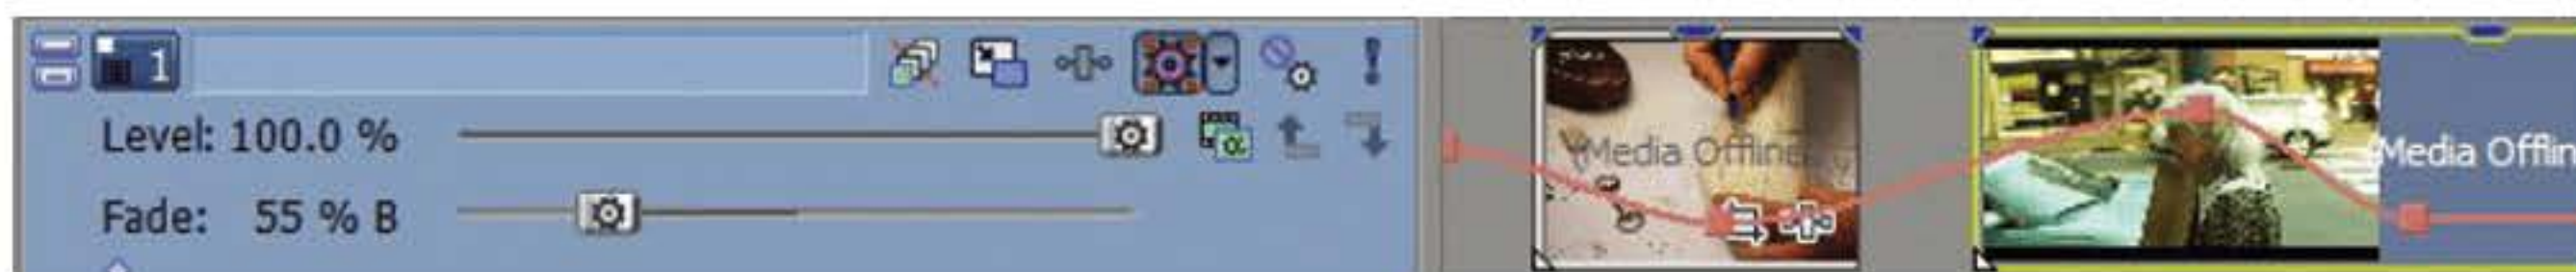 1
Level: 100.0 %
Fade: 55 % B
Media Offline
Media Offlin